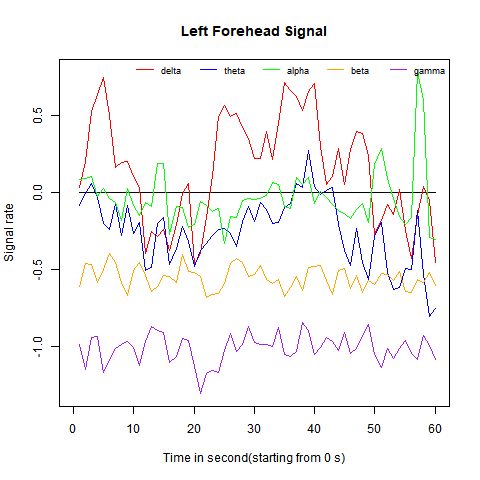 Left Forehead Signal
delta theta alpha beta gamma
0.5
0.0
-0.5
-1.0
Signal rate
0 10 20 30 40 50 60
Time in second(starting from 0 s)